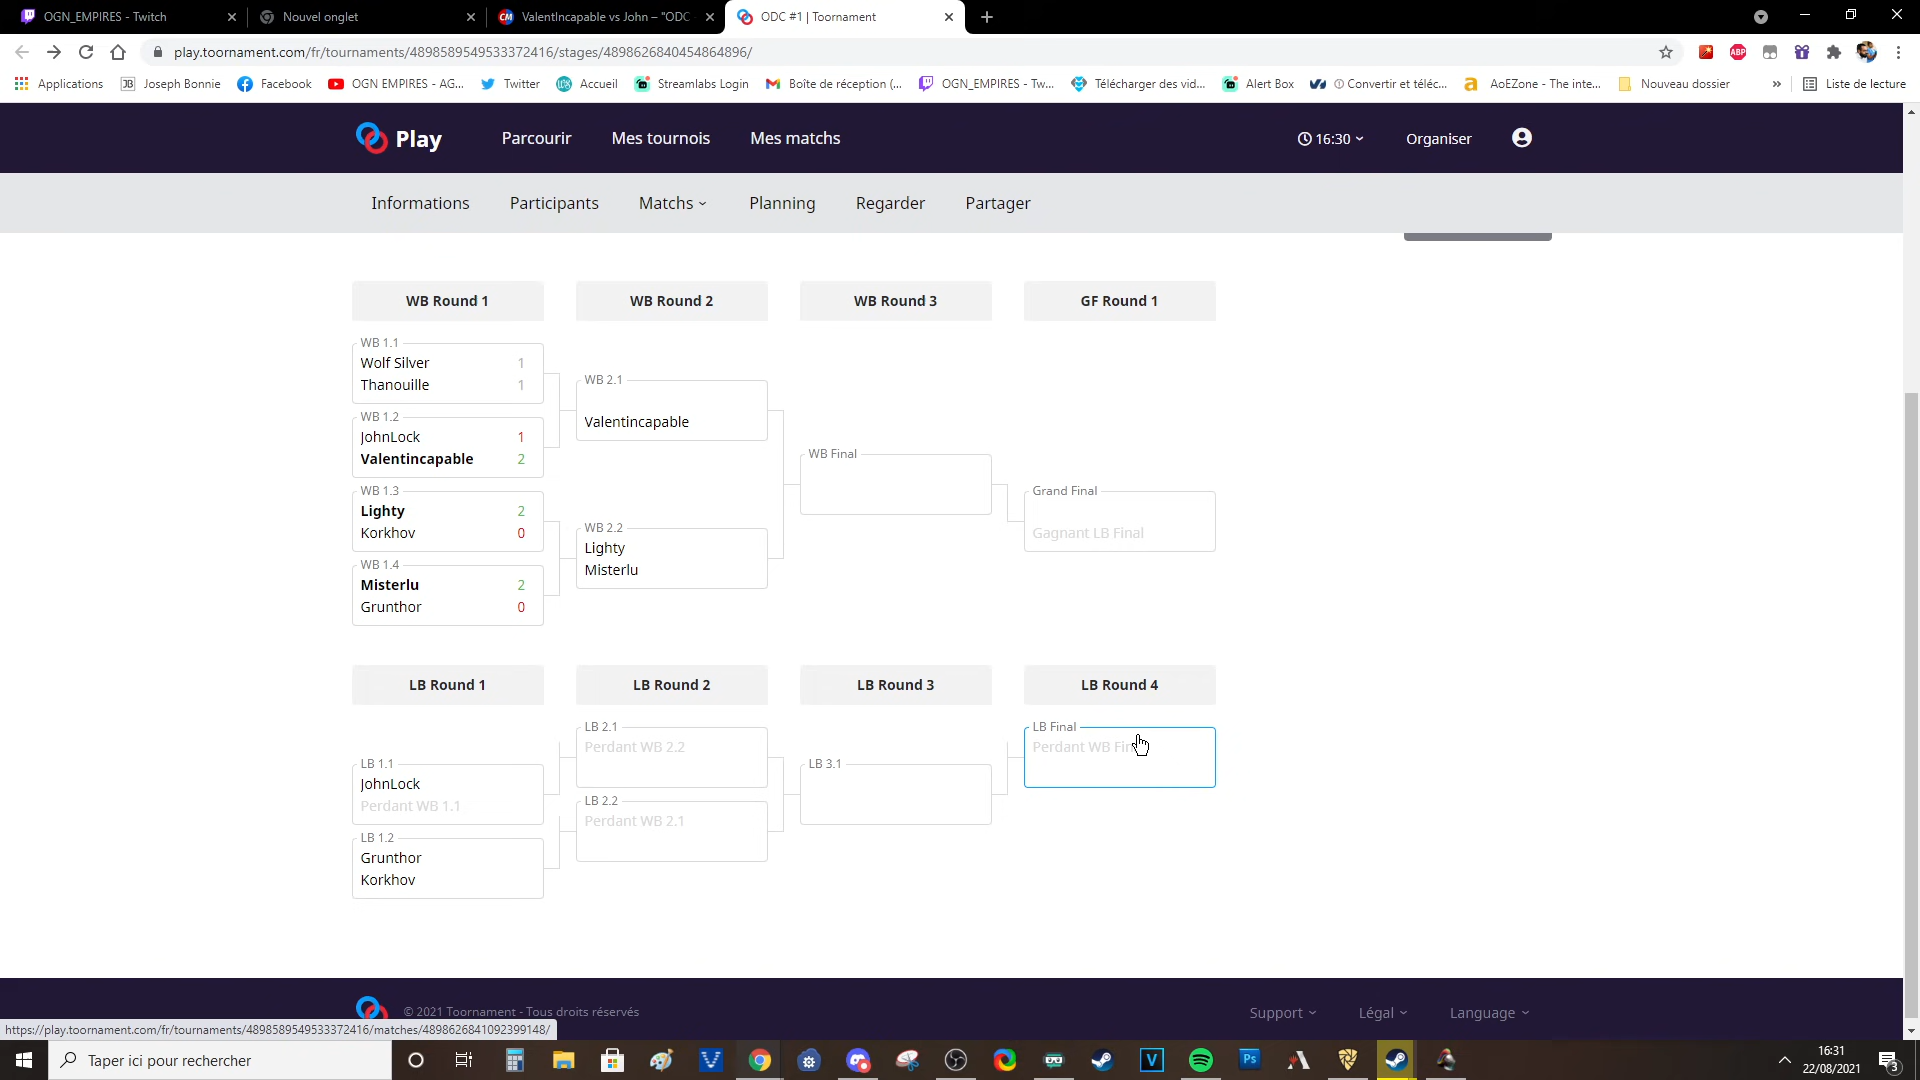 OGN_EMPIRES - Twitch
Nouvel onglet
ValentIncapable vs John – "ODC
ODC #1 | Toornament
play.toornament.com/fr/tournaments/4898589549533372416/stages/4898626840454864896/
Applications
Joseph Bonnie
Facebook
OGN EMPIRES - AG...
Twitter
Accueil
Streamlabs Login
Boîte de réception (...
OGN_EMPIRES - Tw...
Télécharger des vid...
Alert Box
Convertir et téléc...
AoEZone - The inte...
Nouveau dossier
»
Liste de lecture
Play
Parcourir
Mes tournois
Mes matchs
16:30
Organiser
Informations
Participants
Matchs
Planning
Regarder
Partager
WB Round 1
WB Round 2
WB Round 3
GF Round 1
WB 1.1
Wolf Silver 1
Thanouille 1
WB 1.2
JohnLock 1
Valentincapable 2
WB 1.3
Lighty 2
Korkhov 0
WB 1.4
Misterlu 2
Grunthor 0
WB 2.1
Valentincapable
WB 2.2
Lighty
Misterlu
WB Final
Grand Final
Gagnant LB Final
LB Round 1
LB Round 2
LB Round 3
LB Round 4
LB 1.1
JohnLock
Perdant WB 1.1
LB 1.2
Grunthor
Korkhov
LB 2.1
Perdant WB 2.2
LB 2.2
Perdant WB 2.1
LB 3.1
LB Final
Perdant WB
© 2021 Toornament - Tous droits réservés
Support
Légal
Language
https://play.toornament.com/fr/tournaments/4898589549533372416/matches/4898626841092399148/
Taper ici pour rechercher
16:31
22/08/2021
3